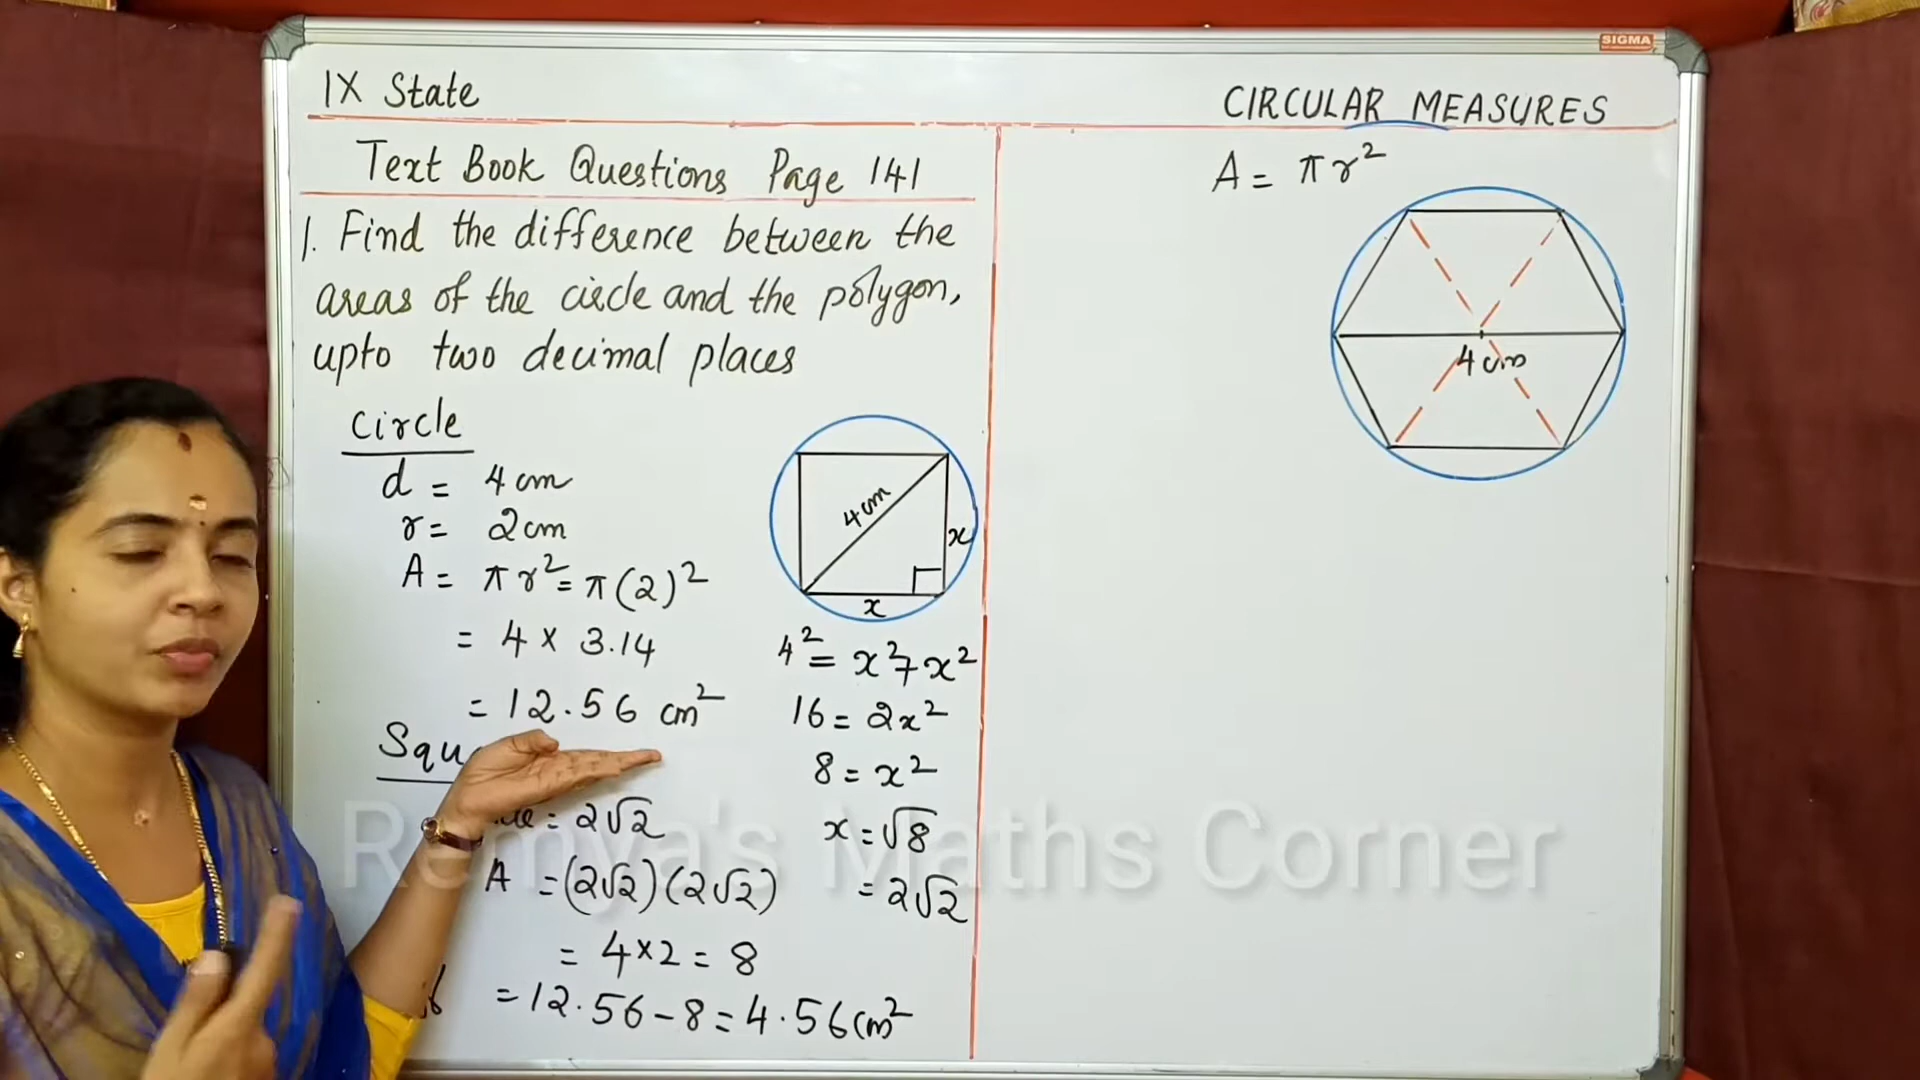 SIGMA
IX State
CIRCULAR MEASURES
Text Book Questions Page 141
1. Find the difference between the
areas of the circle and the polygon,
upto two decimal places
Circle
d = 4 cm
r = 2 cm
A = πr² = π(2)²
= 4 × 3.14
= 12.56 cm²
Squ
= 2√2
A = (2√2)(2√2)
= 4×2 = 8
= 12.56 - 8 = 4.56 cm²
4 cm
x
x
4² = x² + x²
16 = 2x²
8 = x²
x = √8
= 2√2
A = πr²
4 cm
Remya's Maths Corner